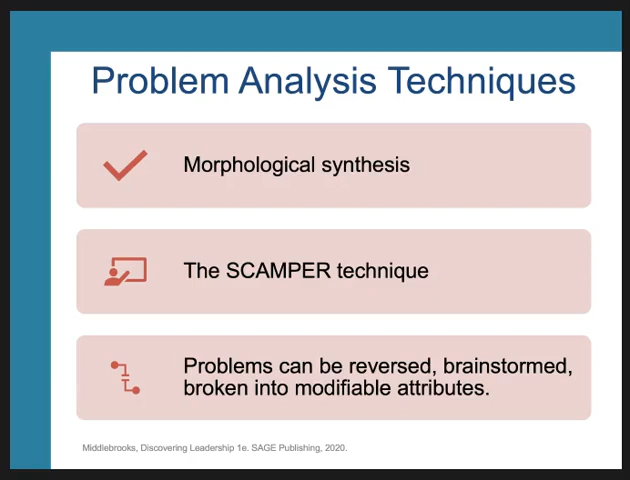 Problem Analysis Techniques
Morphological synthesis
The SCAMPER technique
Problems can be reversed, brainstormed,
broken into modifiable attributes.
Middlebrooks, Discovering Leadership 1e. SAGE Publishing, 2020.